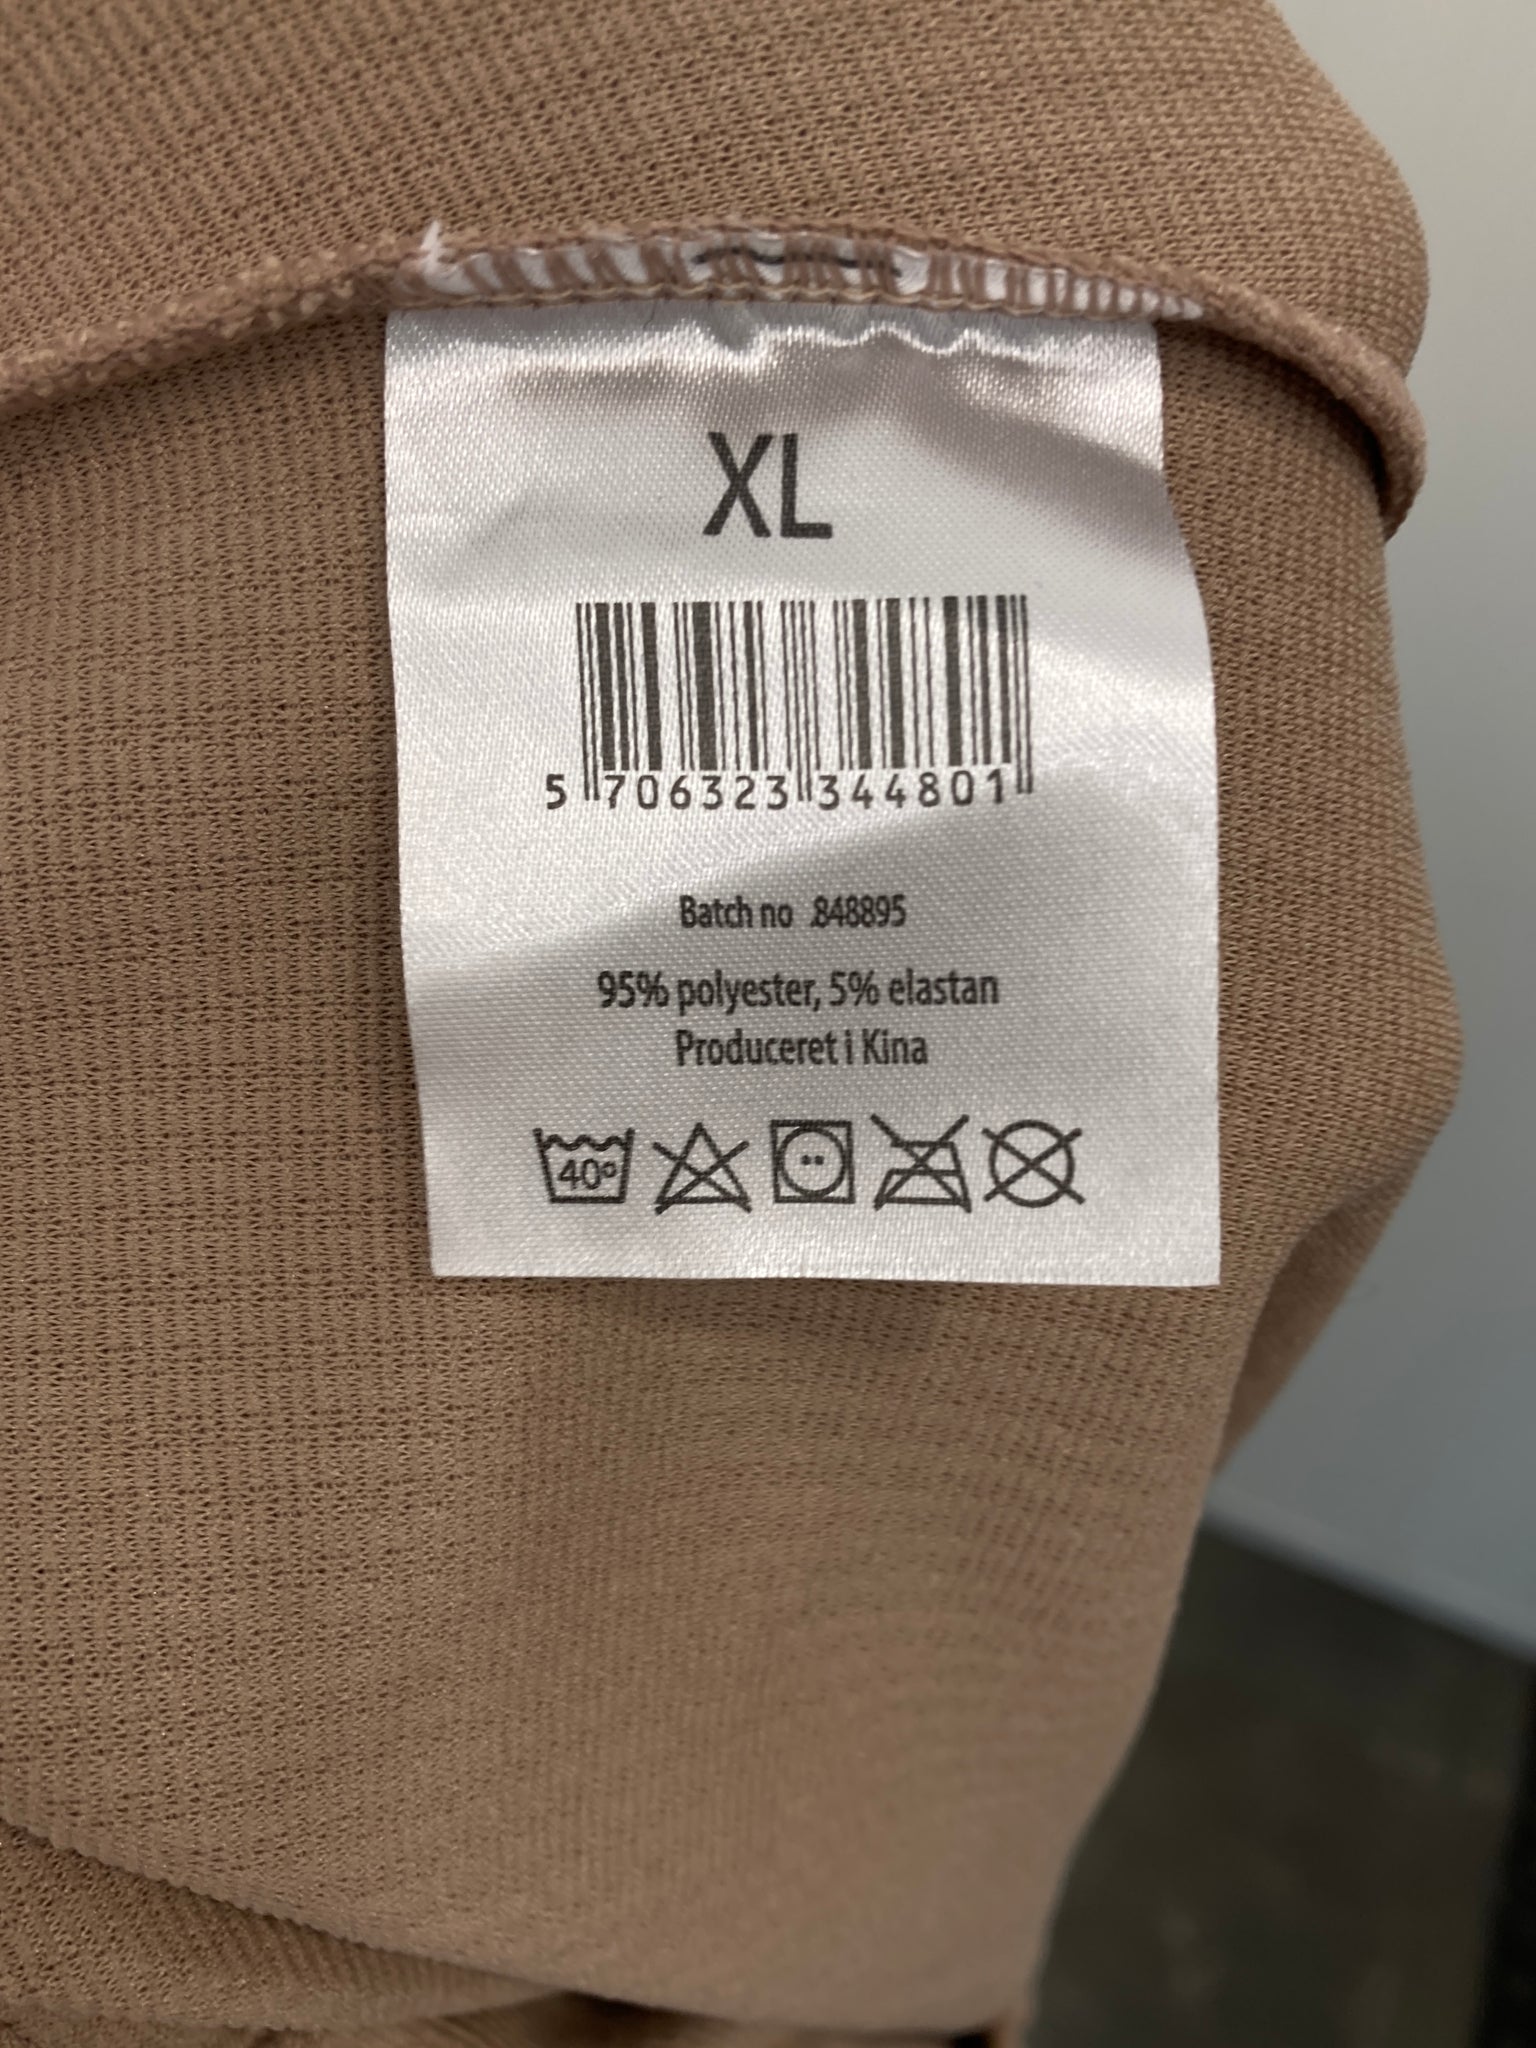 XL
5 706323 344801
Batch no .848895
95% polyester, 5% elastan
Produceret i Kina
40°